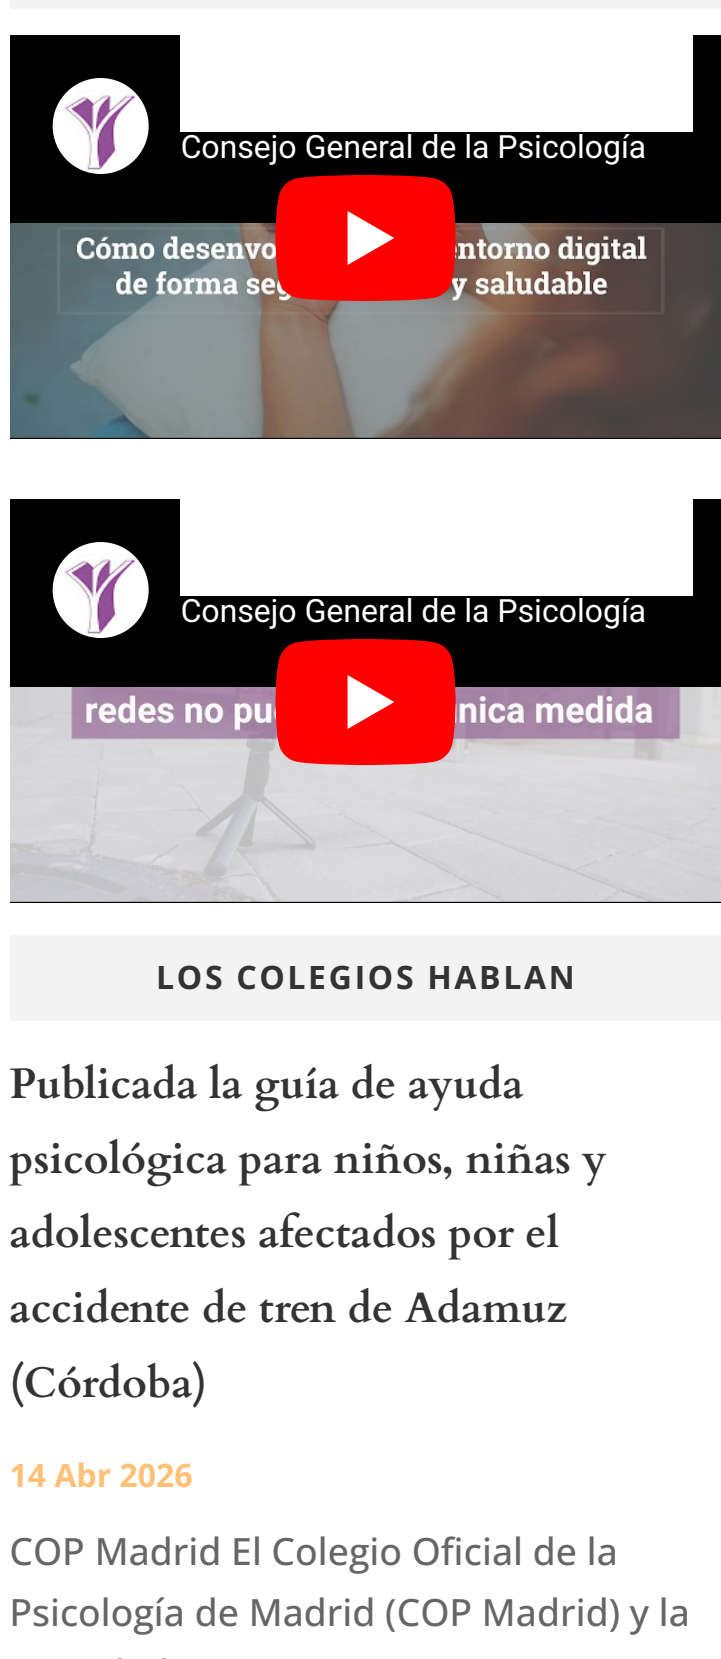 Consejo General de la Psicología
Cómo desenvo ntorno digital
de forma se y saludable
Consejo General de la Psicología
redes no pu nica medida
LOS COLEGIOS HABLAN
Publicada la guía de ayuda
psicológica para niños, niñas y
adolescentes afectados por el
accidente de tren de Adamuz
(Córdoba)
14 Abr 2026
COP Madrid El Colegio Oficial de la
Psicología de Madrid (COP Madrid) y la